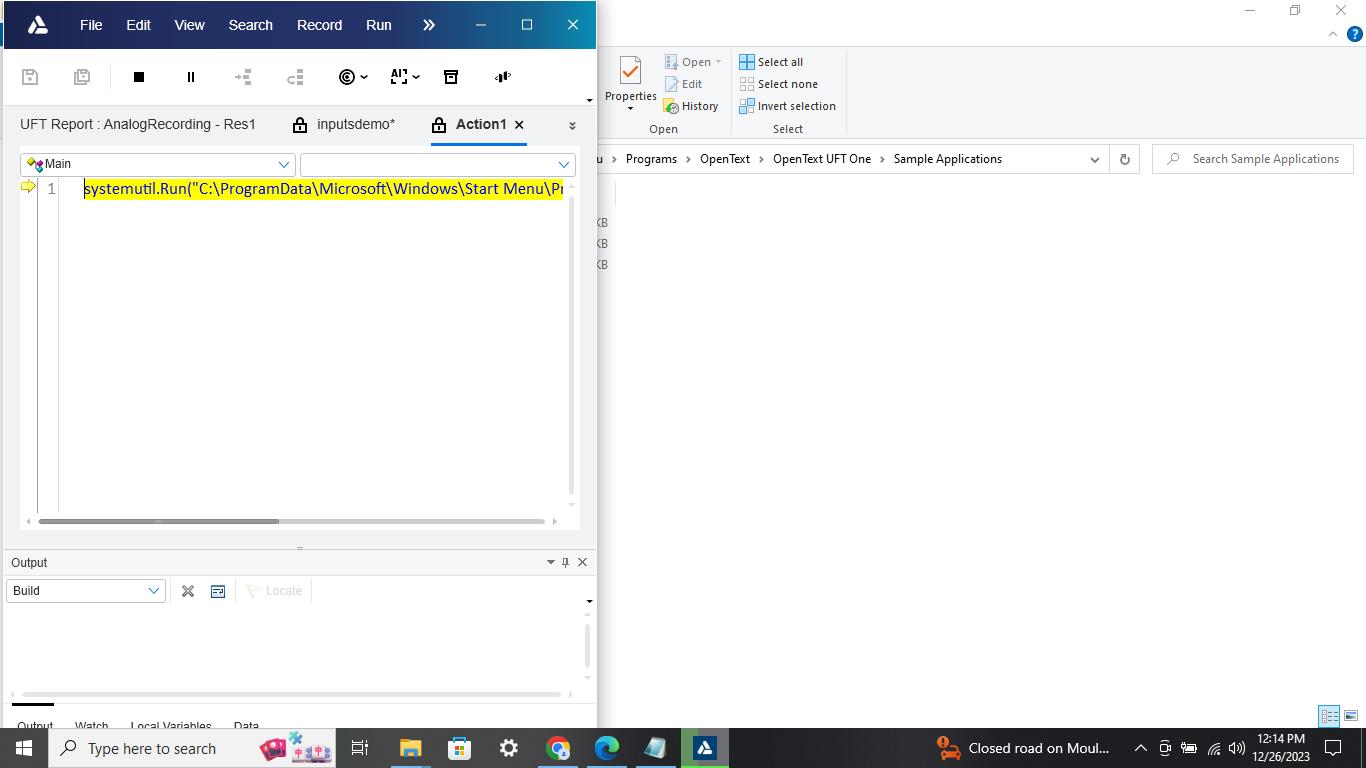 File Edit View Search Record Run
UFT Report : AnalogRecording - Res1 inputsdemo* Action1
Main
1 systemutil.Run("C:\ProgramData\Microsoft\Windows\Start Menu\Pr
Output
Build
Locate
Output Watch Local Variables Data
Properties
Open
Edit
History
Open
Select all
Select none
Invert selection
Select
u Programs OpenText OpenText UFT One Sample Applications
Search Sample Applications
KB
KB
KB
Type here to search
Closed road on Moul...
12:14 PM
12/26/2023